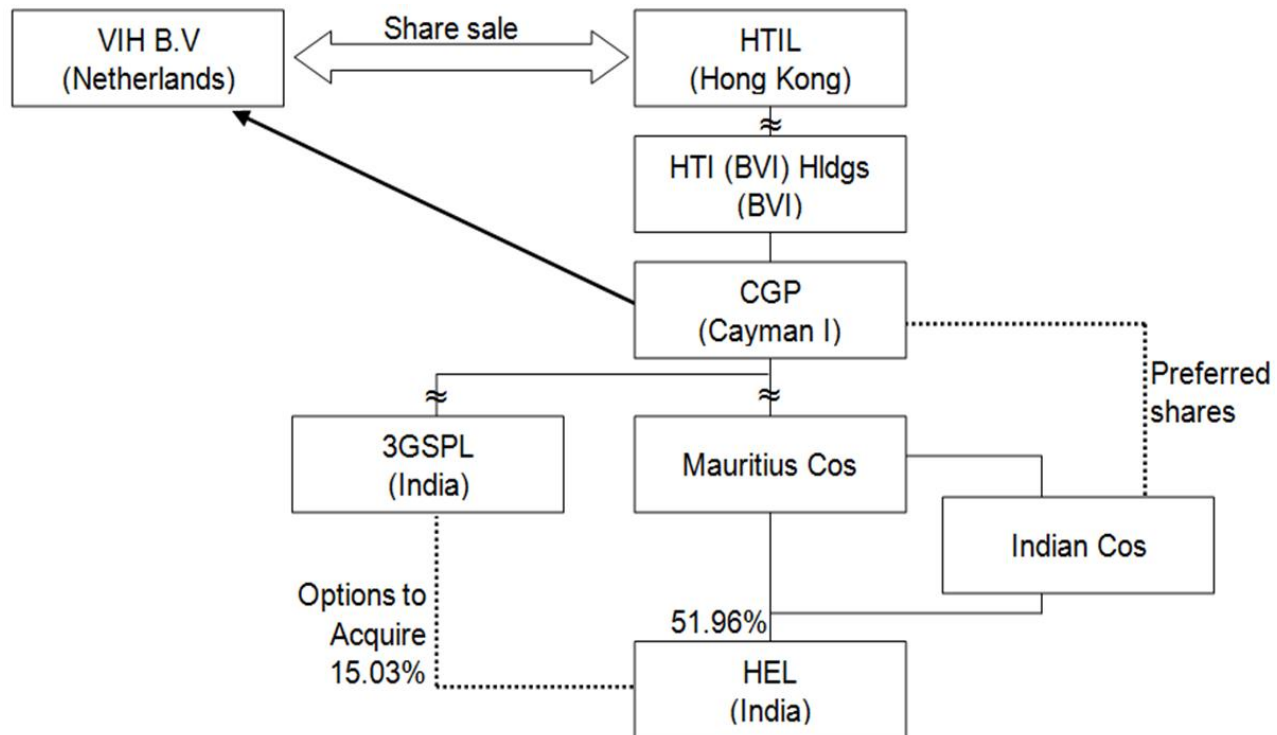 VIH B.V
(Netherlands)
Share sale
HTIL
(Hong Kong)
≈
HTI (BVI) Hldgs
(BVI)
CGP
(Cayman I)
Preferred
shares
≈
≈
3GSPL
(India)
Mauritius Cos
Indian Cos
Options to
Acquire
15.03%
51.96%
HEL
(India)